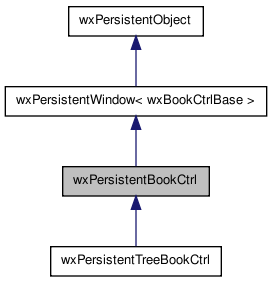 wxPersistentObject
wxPersistentWindow< wxBookCtrlBase >
wxPersistentBookCtrl
wxPersistentTreeBookCtrl